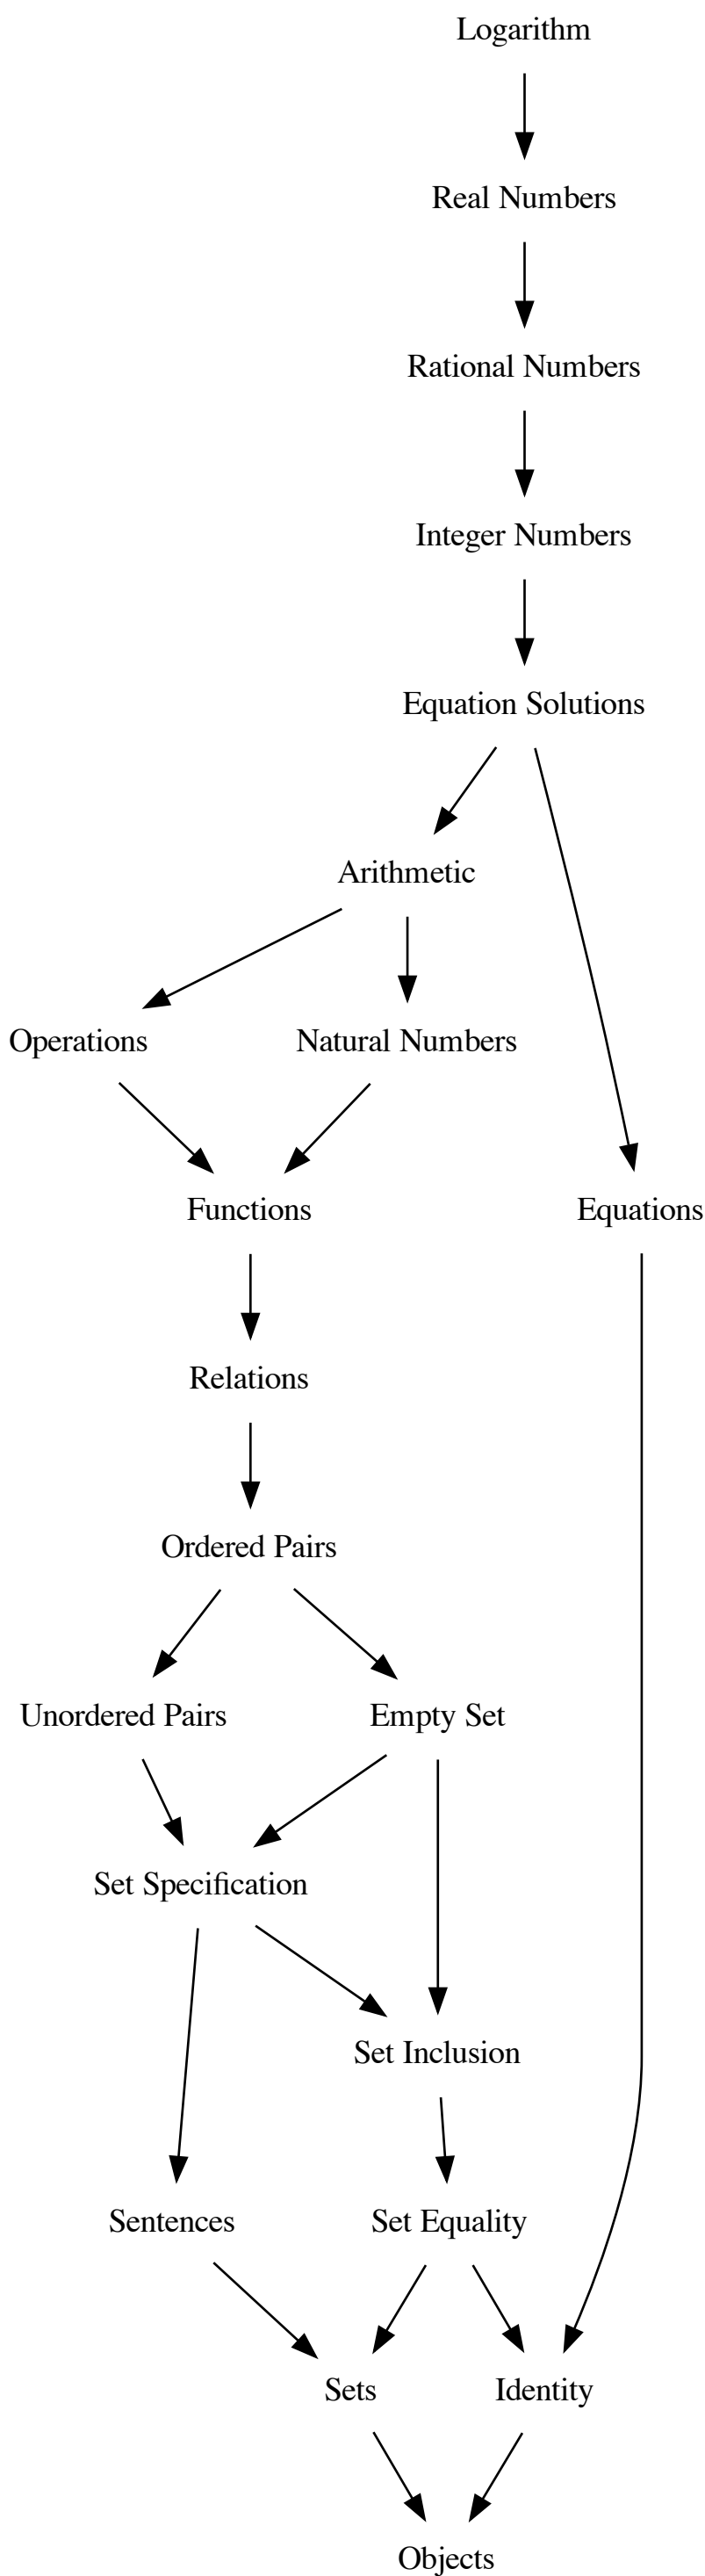 Logarithm
Real Numbers
Rational Numbers
Integer Numbers
Equation Solutions
Arithmetic
Operations
Natural Numbers
Functions
Equations
Relations
Ordered Pairs
Unordered Pairs
Empty Set
Set Specification
Set Inclusion
Sentences
Set Equality
Sets
Identity
Objects